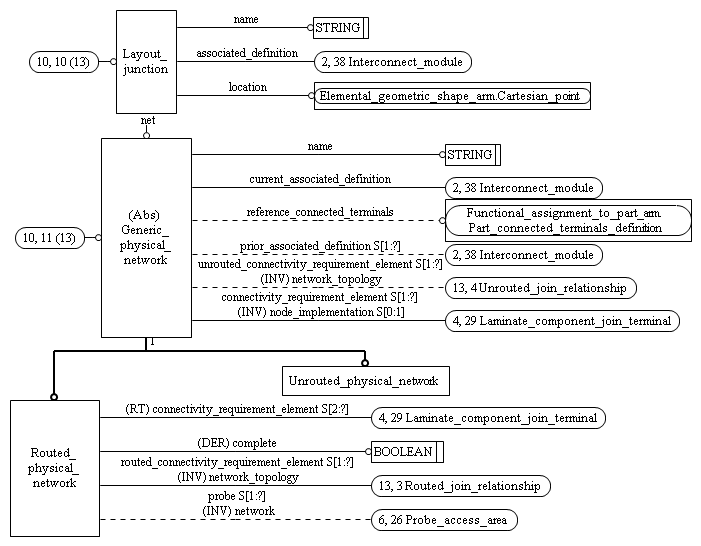 name
STRING
Layout_
junction
10, 10 (13)
associated_definition
2, 38 Interconnect_module
location
Elemental_geometric_shape_arm.Cartesian_point
net
name
STRING
(Abs)
Generic_
physical_
network
10, 11 (13)
current_associated_definition
2, 38 Interconnect_module
reference_connected_terminals
Functional_assignment_to_part_arm.
Part_connected_terminals_definition
prior_associated_definition S[1:?]
2, 38 Interconnect_module
unrouted_connectivity_requirement_element S[1:?]
(INV) network_topology
13, 4 Unrouted_join_relationship
connectivity_requirement_element S[1:?]
(INV) node_implementation S[0:1]
4, 29 Laminate_component_join_terminal
1
Unrouted_physical_network
Routed_
physical_
network
(RT) connectivity_requirement_element S[2:?]
4, 29 Laminate_component_join_terminal
(DER) complete
BOOLEAN
routed_connectivity_requirement_element S[1:?]
(INV) network_topology
13, 3 Routed_join_relationship
probe S[1:?]
(INV) network
6, 26 Probe_access_area